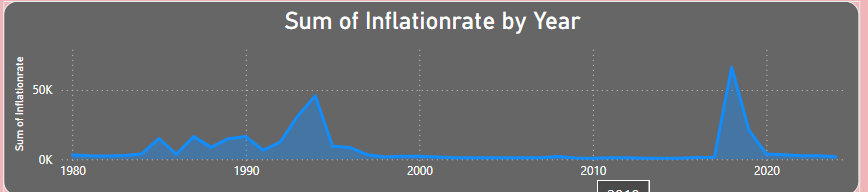 Sum of Inflationrate by Year
Sum of Inflationrate
50K
0K
1980 1990 2000 2010 2020